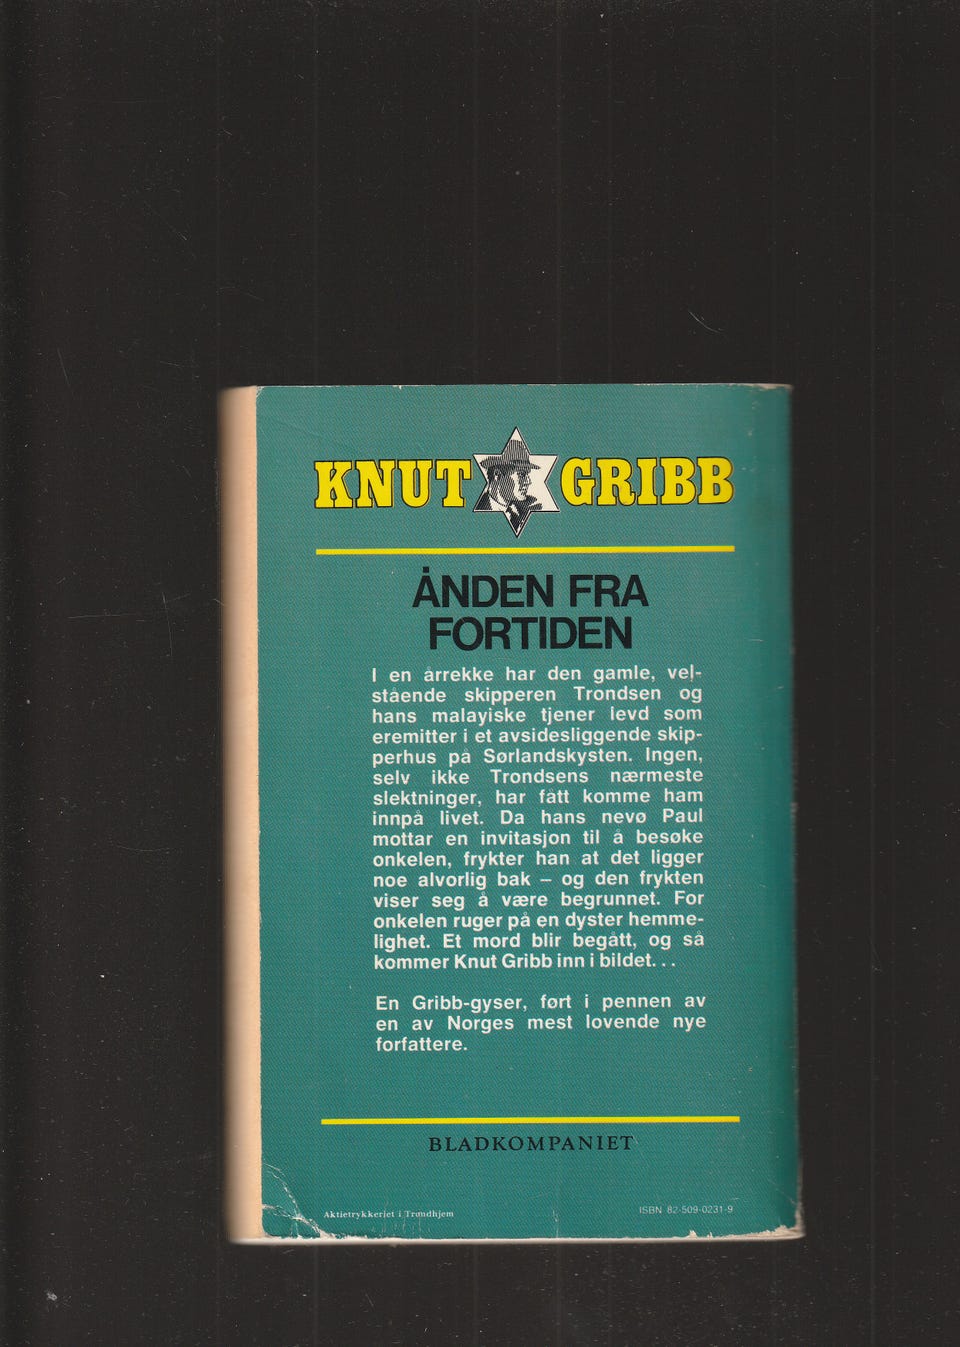 KNUT GRIBB
ÅNDEN FRA
FORTIDEN
I en årrekke har den gamle, vel-
stående skipperen Trondsen og
hans malayiske tjener levd som
eremitter i et avsidesliggende skip-
perhus på Sørlandskysten. Ingen,
selv ikke Trondsens nærmeste
slektninger, har fått komme ham
innpå livet. Da hans nevø Paul
mottar en invitasjon til å besøke
onkelen, frykter han at det ligger
noe alvorlig bak – og den frykten
viser seg å være begrunnet. For
onkelen ruger på en dyster hemme-
lighet. Et mord blir begått, og så
kommer Knut Gribb inn i bildet...
En Gribb-gyser, ført i pennen av
en av Norges mest lovende nye
forfattere.
BLADKOMPANIET
Aktietrykkeriet i Trondhjem
ISBN 82-509-0231-9